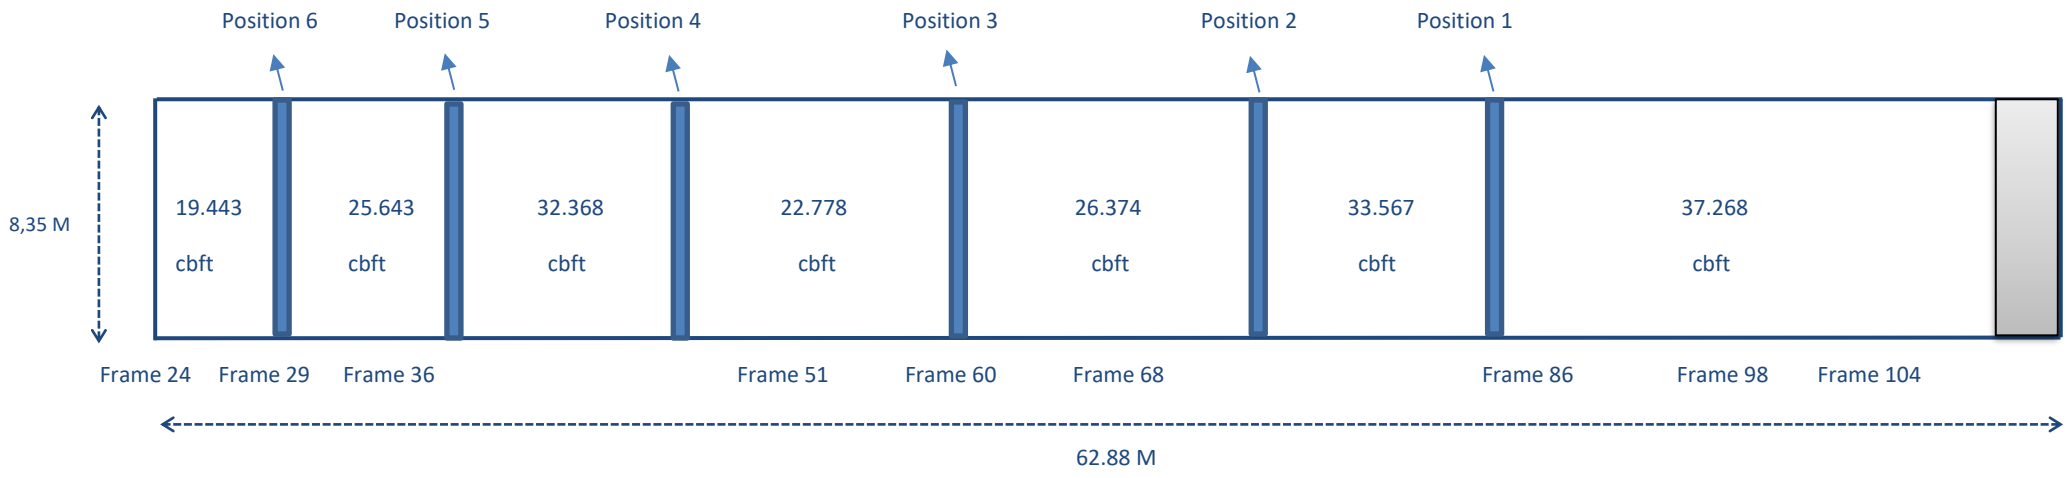 Position 6 Position 5 Position 4 Position 3 Position 2 Position 1
8,35 M
19.443 25.643 32.368 22.778 26.374 33.567 37.268
cbft cbft cbft cbft cbft cbft cbft
Frame 24 Frame 29 Frame 36 Frame 51 Frame 60 Frame 68 Frame 86 Frame 98 Frame 104
62.88 M